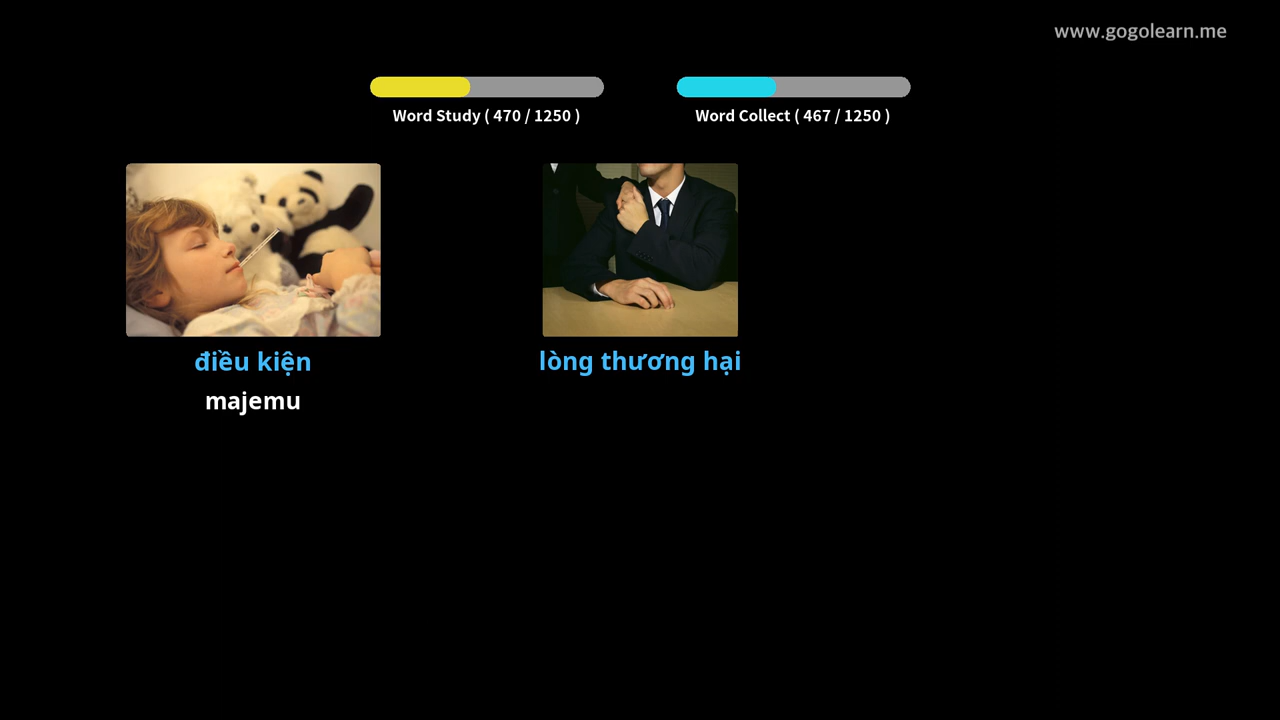 www.gogolearn.me
Word Study ( 470 / 1250 )
Word Collect ( 467 / 1250 )
điều kiện
majemu
lòng thương hại